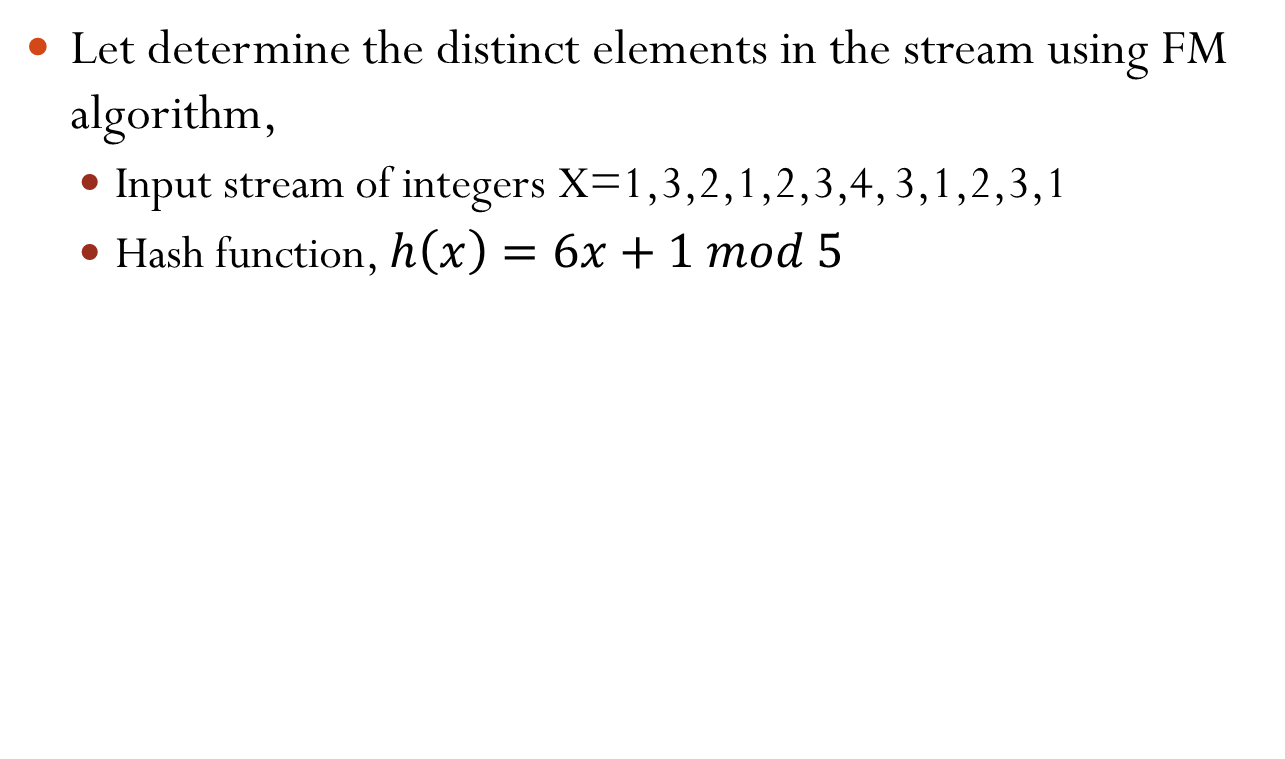 • Let determine the distinct elements in the stream using FM
algorithm,
• Input stream of integers X=1,3,2,1,2,3,4, 3,1,2,3,1
• Hash function, h(x) = 6x + 1 mod 5